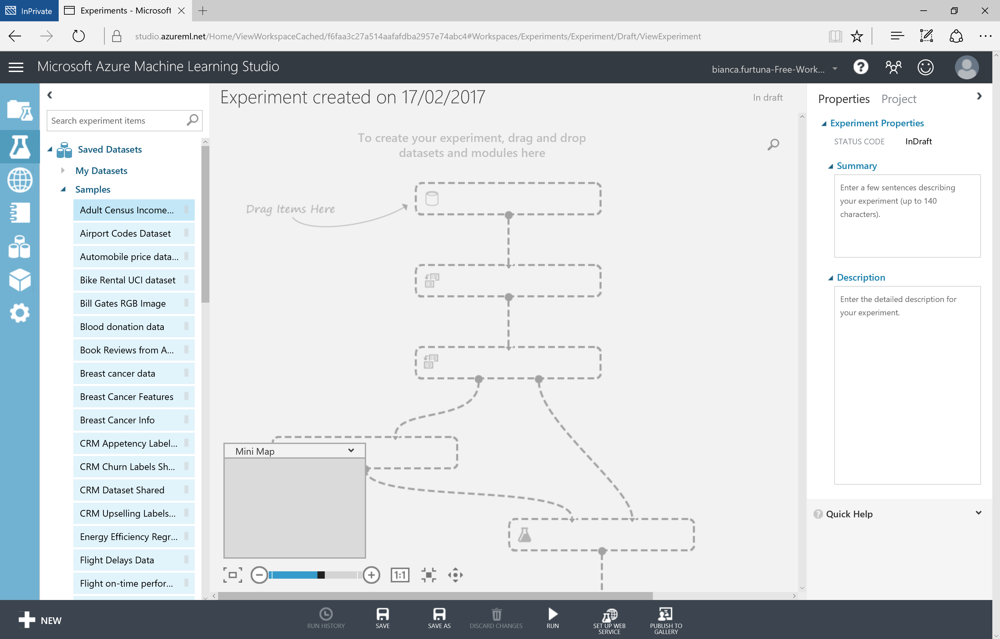 InPrivate
Experiments - Microsoft
studio.azureml.net/Home/ViewWorkspaceCached/f6faa3c27a514aafafdba2957e74abc4#Workspaces/Experiments/Experiment/Draft/ViewExperiment
Microsoft Azure Machine Learning Studio
bianca.furtuna-Free-Work...
?
Search experiment items
Saved Datasets
My Datasets
Samples
Adult Census Income...
Airport Codes Dataset
Automobile price data...
Bike Rental UCI dataset
Bill Gates RGB Image
Blood donation data
Book Reviews from A...
Breast cancer data
Breast Cancer Features
Breast Cancer Info
CRM Appetency Label...
CRM Churn Labels Sh...
CRM Dataset Shared
CRM Upselling Labels...
Energy Efficiency Regr...
Flight Delays Data
Flight on-time perfor...
Experiment created on 17/02/2017
In draft
To create your experiment, drag and drop
datasets and modules here
Drag Items Here
Mini Map
1:1
Properties
Project
Experiment Properties
STATUS CODE InDraft
Summary
Enter a few sentences describing
your experiment (up to 140
characters).
Description
Enter the detailed description for
your experiment.
? Quick Help
NEW
RUN HISTORY
SAVE
SAVE AS
DISCARD CHANGES
RUN
SET UP WEB
SERVICE
PUBLISH TO
GALLERY